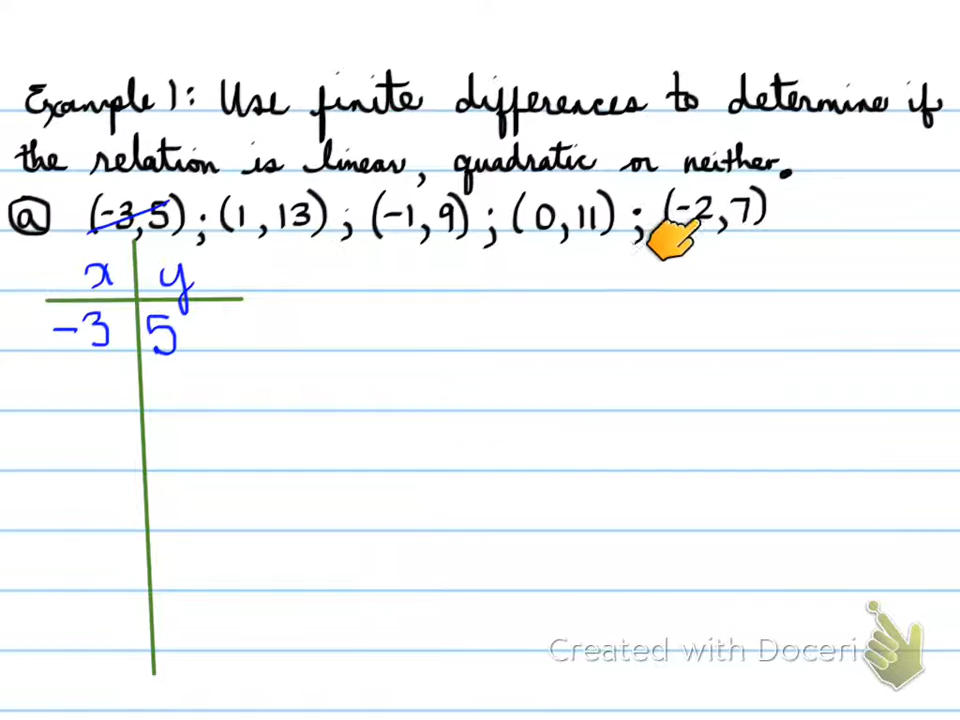 Example 1: Use finite differences to determine if
the relation is linear, quadratic or neither.
a (-3,5); (1,13); (-1,9); (0,11); (-2,7)
x y
-3 5
Created with Doceri